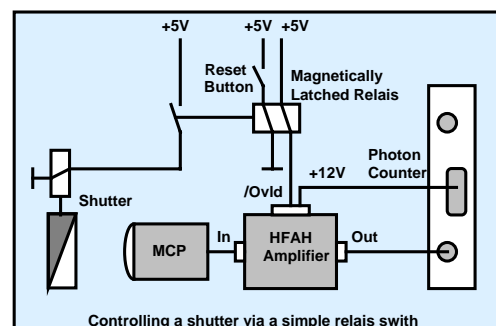 +5V
+5V +5V
Reset
Button
Magnetically
Latched Relais
Photon
Counter
+12V
/Ovld
Shutter
MCP
In
HFAH
Amplifier
Out
Controlling a shutter via a simple relais swith